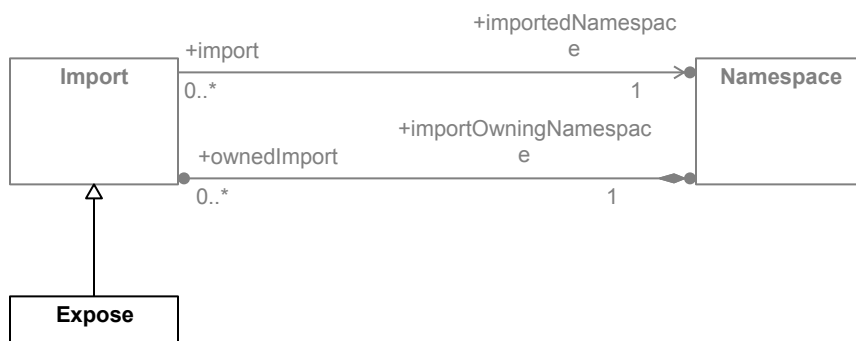 +importedNamespac
e
+import
Import
Namespace
0..*
1
+importOwningNamespac
e
+ownedImport
0..*
1
Expose